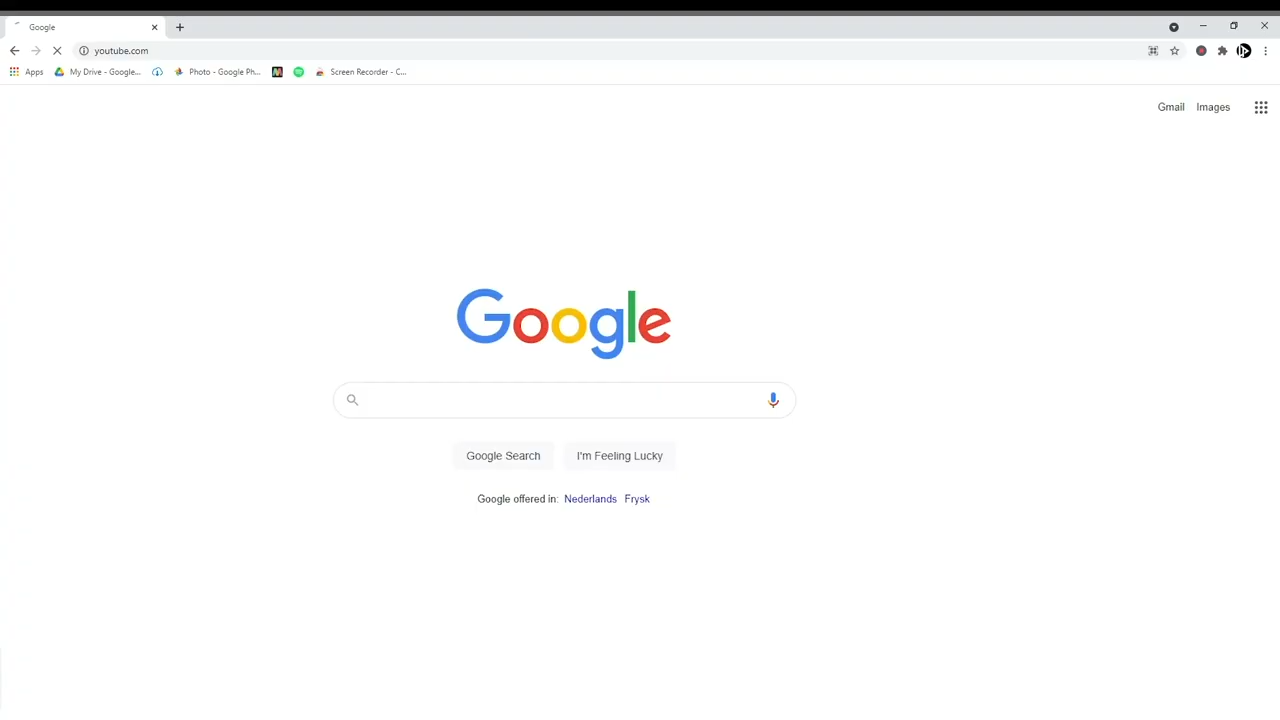 Google
youtube.com
Apps My Drive - Google... Photo - Google Ph... Screen Recorder - C...
Gmail Images
Google
Google Search I'm Feeling Lucky
Google offered in: Nederlands Frysk